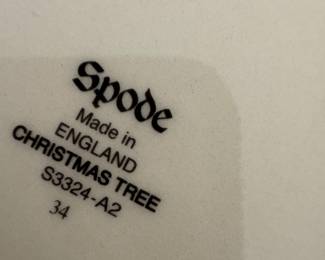 Spode
Made in
ENGLAND
CHRISTMAS TREE
S3324-A2
34